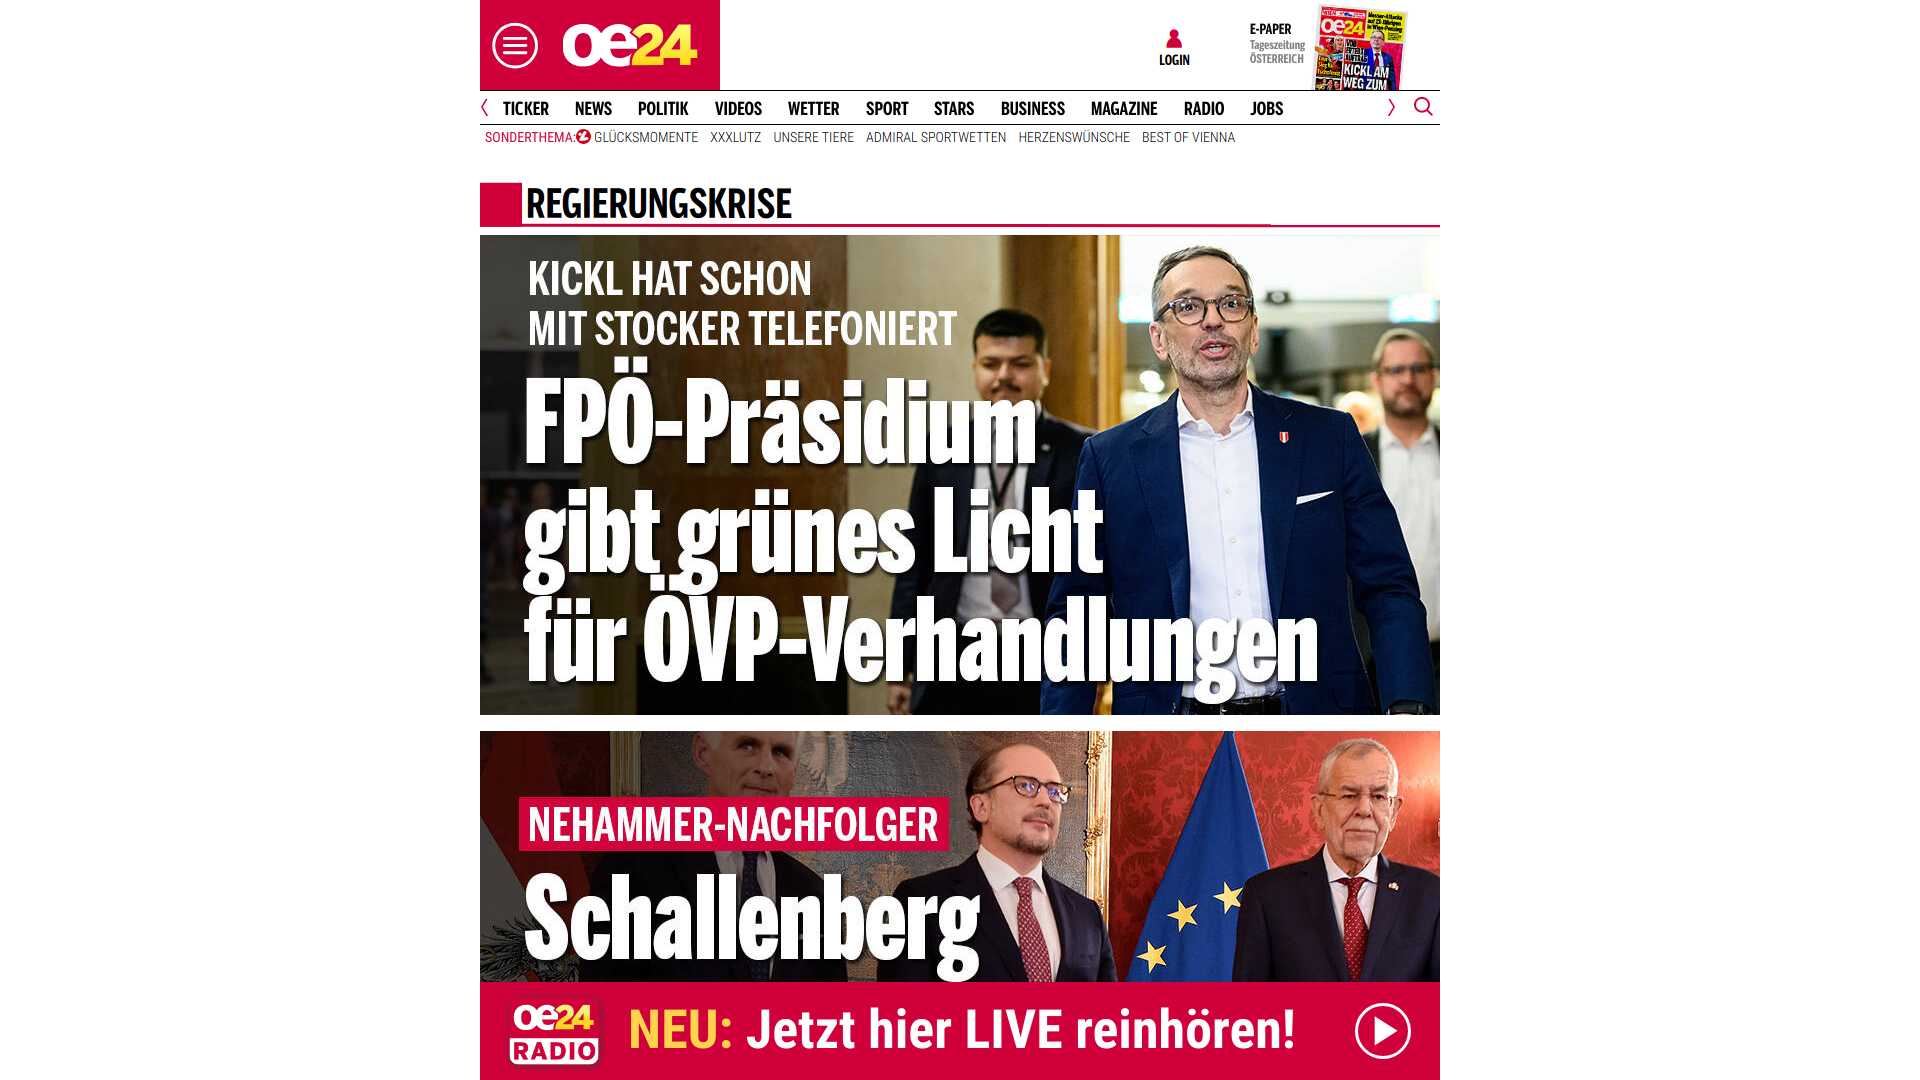 oe24
LOGIN
E-PAPER
Tageszeitung
ÖSTERREICH
oe24
KICKL AM
WEG ZUM
TICKER NEWS POLITIK VIDEOS WETTER SPORT STARS BUSINESS MAGAZINE RADIO JOBS
SONDERTHEMA: GLÜCKSMOMENTE XXXLUTZ UNSERE TIERE ADMIRAL SPORTWETTEN HERZENSWÜNSCHE BEST OF VIENNA
REGIERUNGSKRISE
KICKL HAT SCHON
MIT STOCKER TELEFONIERT
FPÖ-Präsidium
gibt grünes Licht
für ÖVP-Verhandlungen
NEHAMMER-NACHFOLGER
Schallenberg
oe24
RADIO
NEU: Jetzt hier LIVE reinhören!